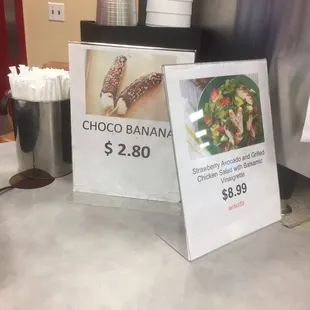 CHOCO BANANA
$ 2.80
Strawberry Avocado and Grilled
Chicken Salad with Balsamic
Vinaigrette
$8.99